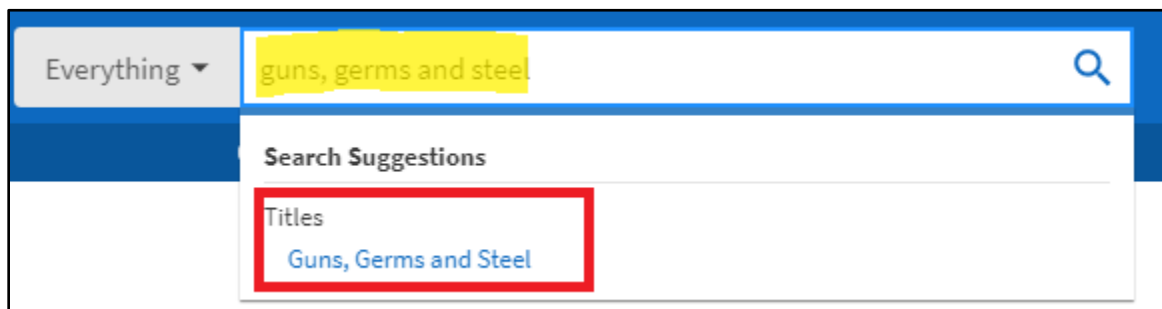 Everything
guns, germs and steel
Search Suggestions
Titles
Guns, Germs and Steel